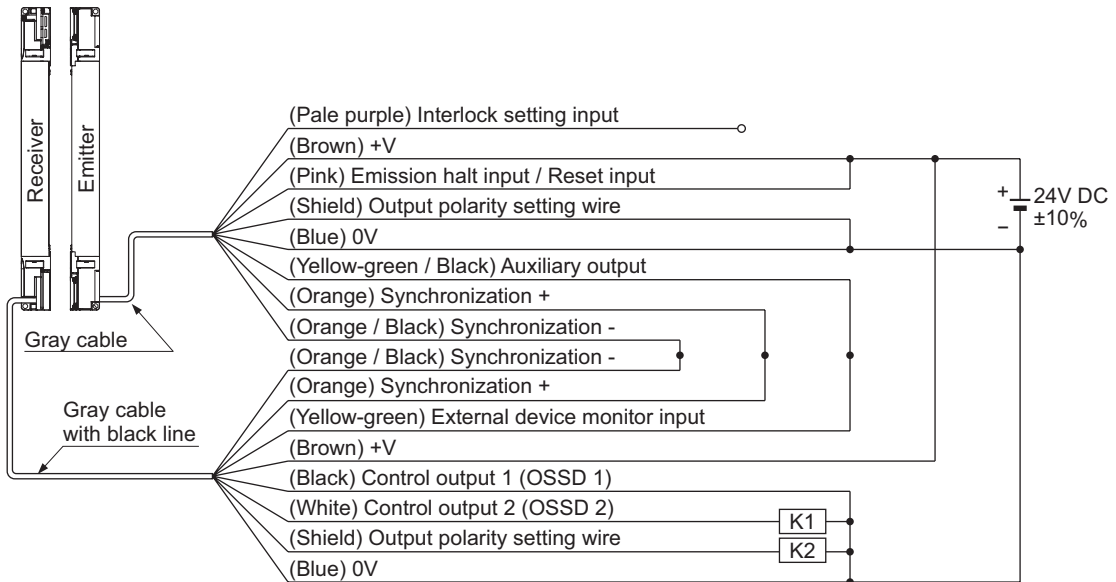 Receiver
Emitter
(Pale purple) Interlock setting input
(Brown) +V
(Pink) Emission halt input / Reset input
(Shield) Output polarity setting wire
(Blue) 0V
(Yellow-green / Black) Auxiliary output
(Orange) Synchronization +
(Orange / Black) Synchronization -
(Orange / Black) Synchronization -
(Orange) Synchronization +
(Yellow-green) External device monitor input
(Brown) +V
(Black) Control output 1 (OSSD 1)
(White) Control output 2 (OSSD 2)
(Shield) Output polarity setting wire
(Blue) 0V
Gray cable
Gray cable
with black line
K1
K2
+
24V DC
±10%
−